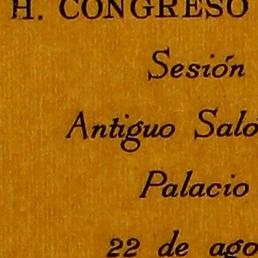 H. CONGRESO
Sesión
Antiguo Salo
Palacio
22 de ago